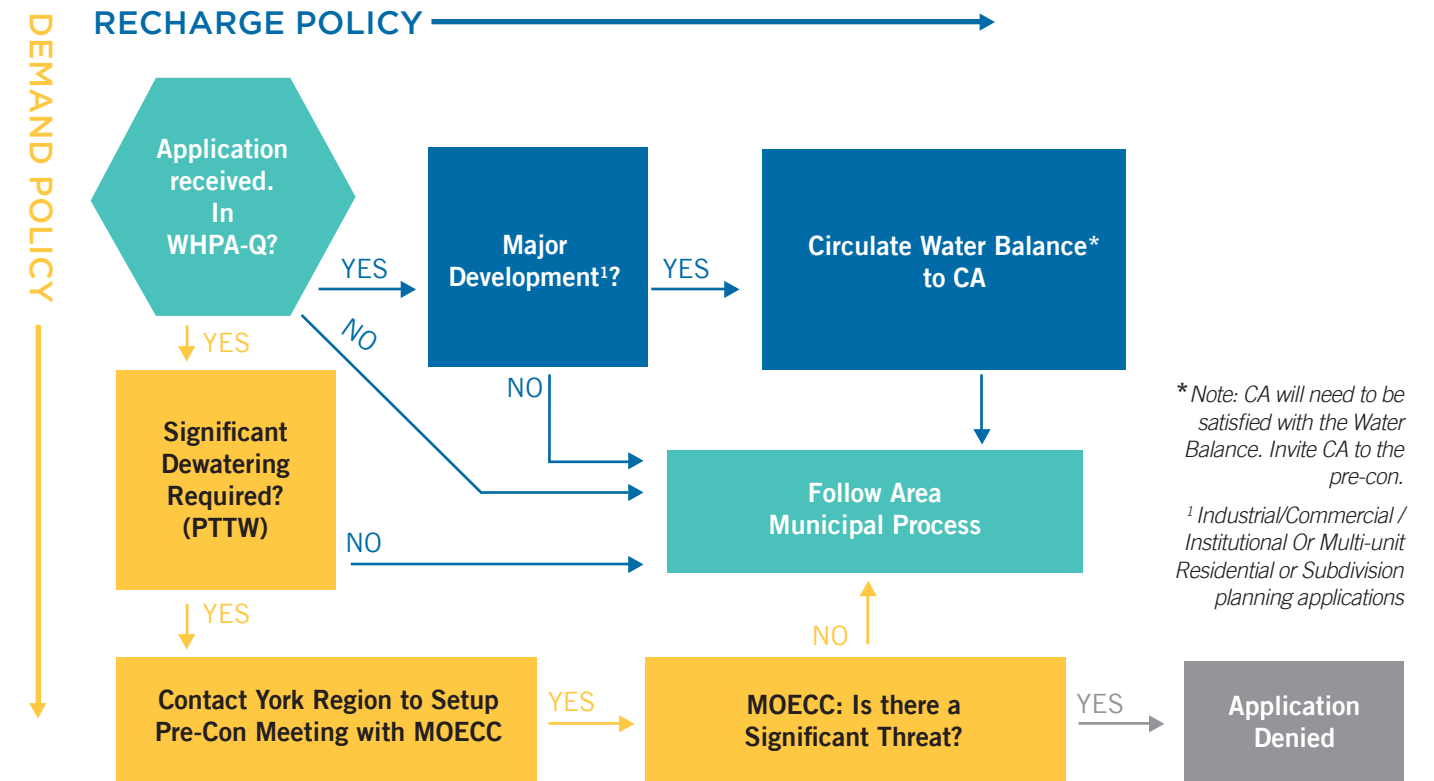 RECHARGE POLICY
DEMAND POLICY
Application
received.
In
WHPA-Q?
YES
Major
Development¹?
YES
Circulate Water Balance*
to CA
NO
NO
YES
Significant
Dewatering
Required?
(PTTW)
NO
Follow Area
Municipal Process
YES
Contact York Region to Setup
Pre-Con Meeting with MOECC
YES
MOECC: Is there a
Significant Threat?
NO
YES
Application
Denied
* Note: CA will need to be
satisfied with the Water
Balance. Invite CA to the
pre-con.
¹ Industrial/Commercial /
Institutional Or Multi-unit
Residential or Subdivision
planning applications